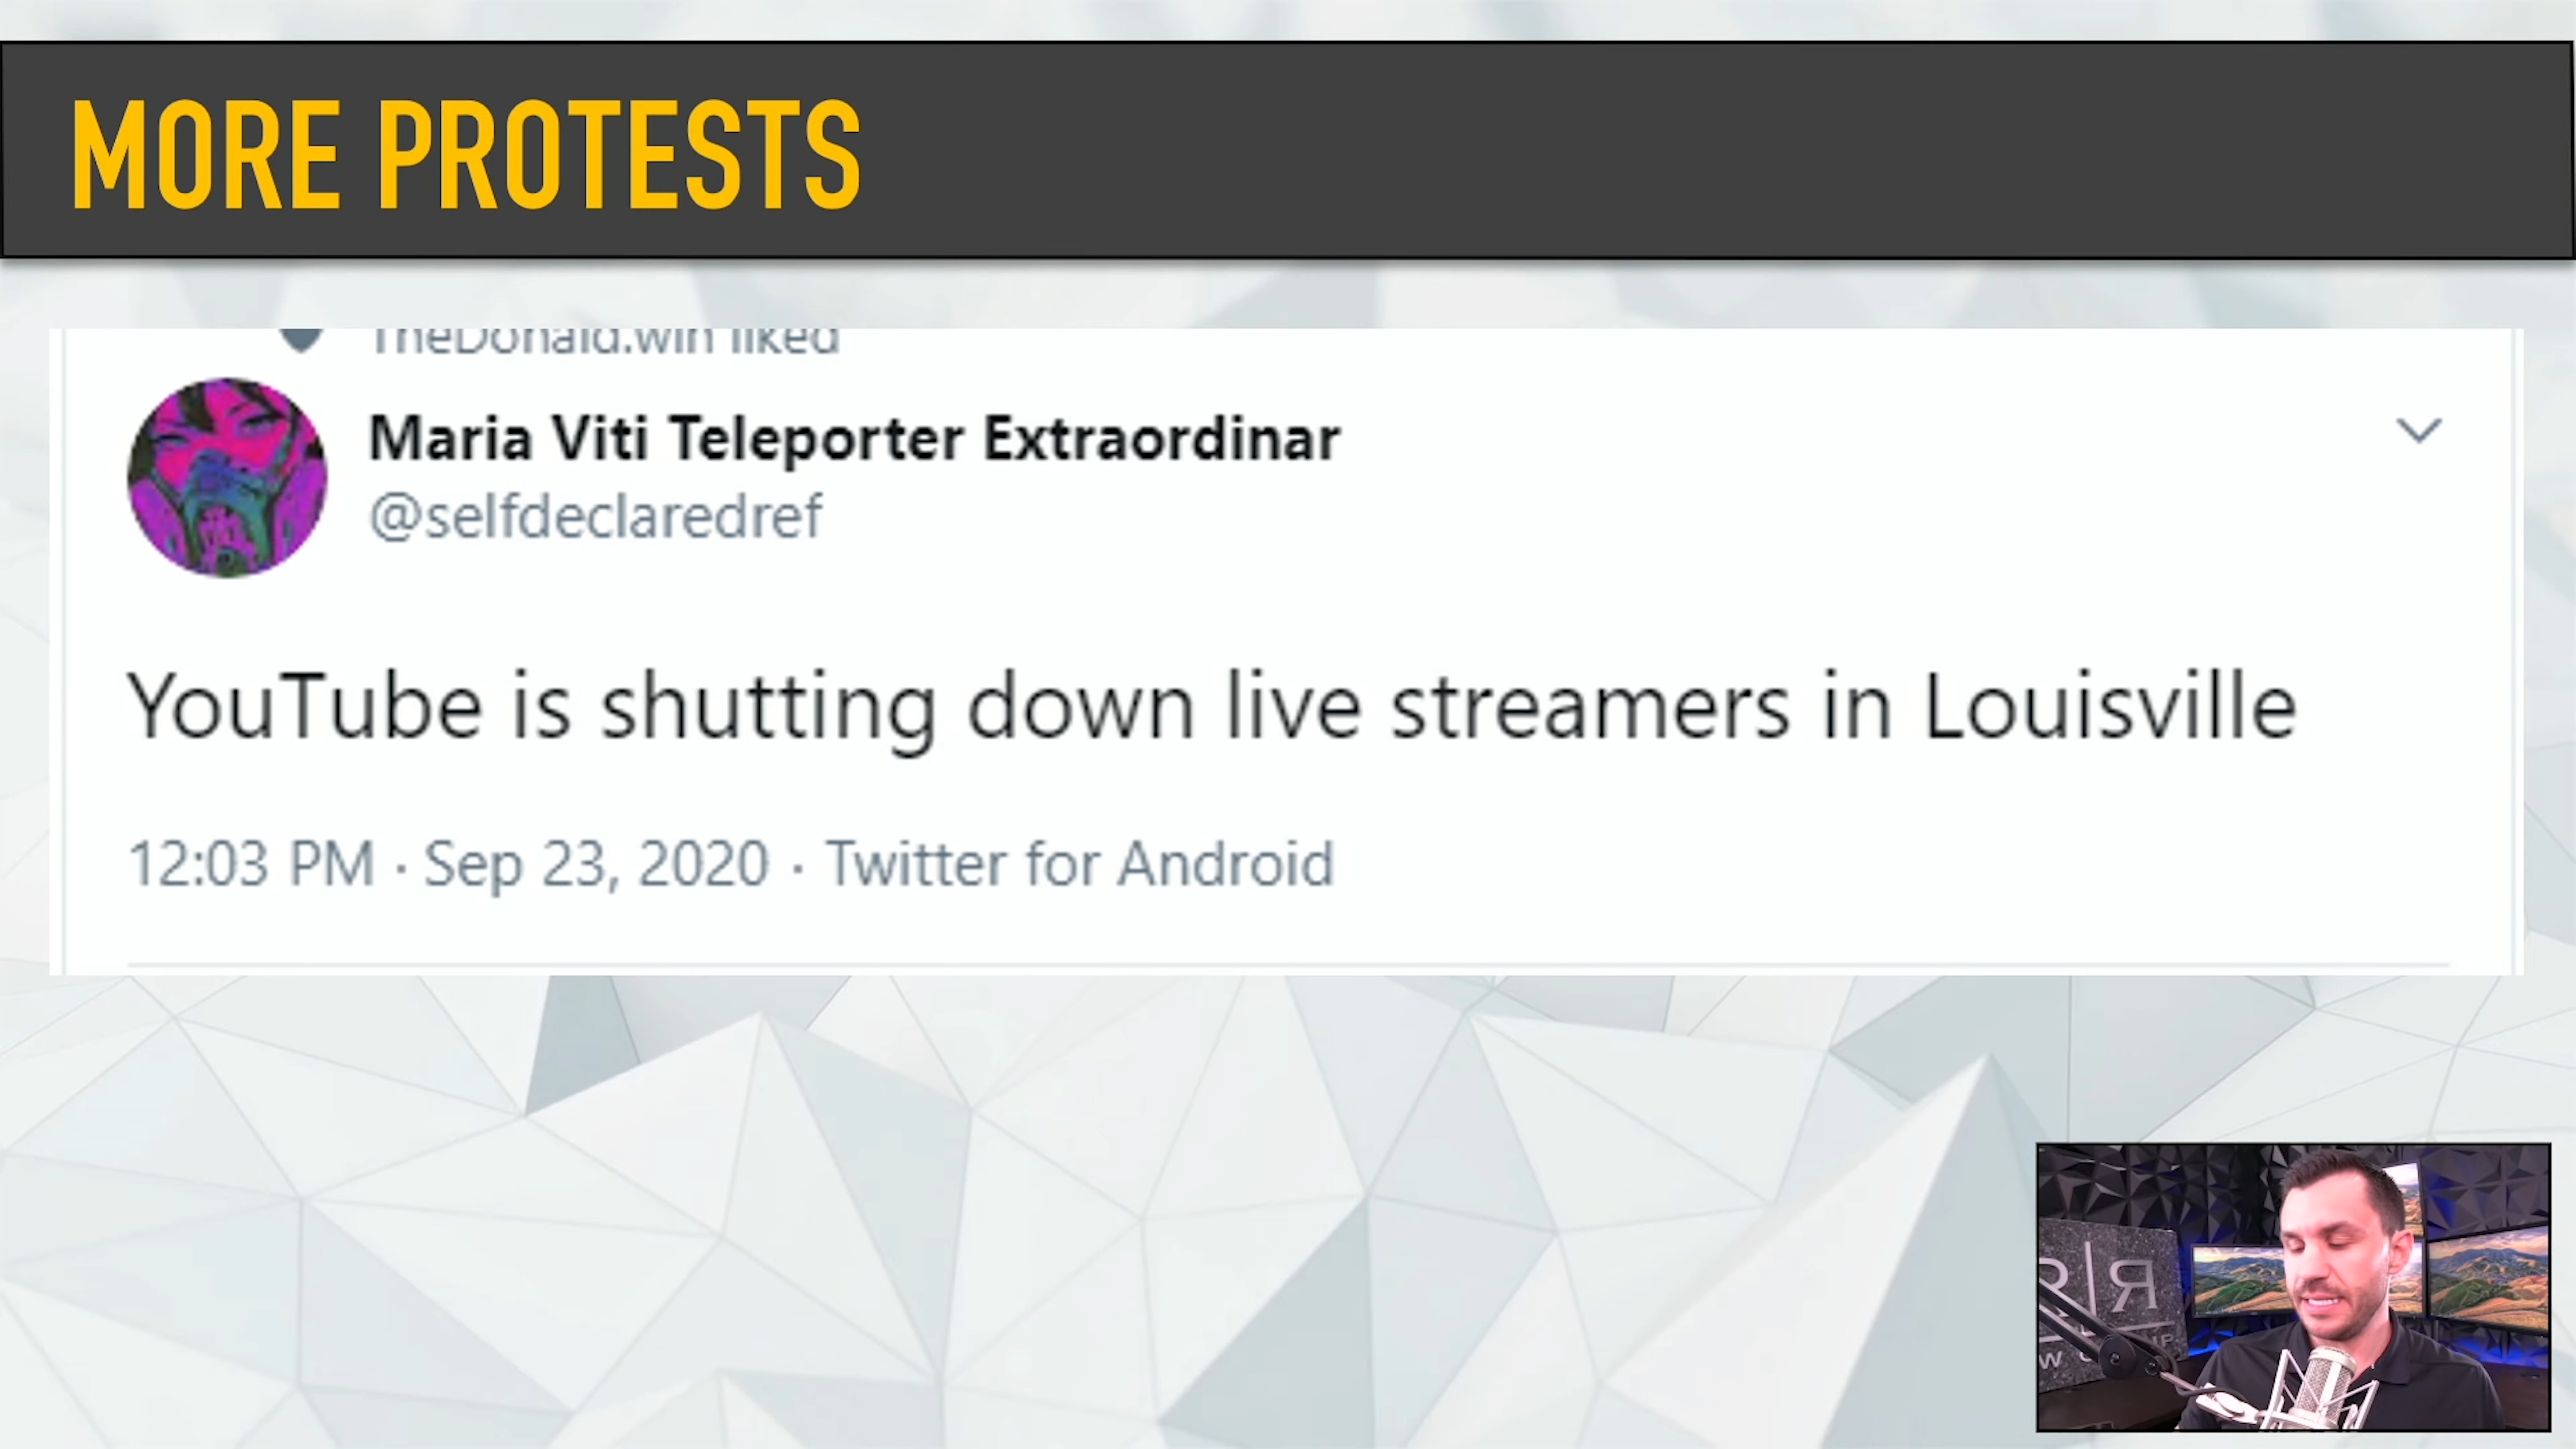 MORE PROTESTS
TheDonald.win liked
Maria Viti Teleporter Extraordinar
@selfdeclaredref
YouTube is shutting down live streamers in Louisville
12:03 PM · Sep 23, 2020 · Twitter for Android
R|R